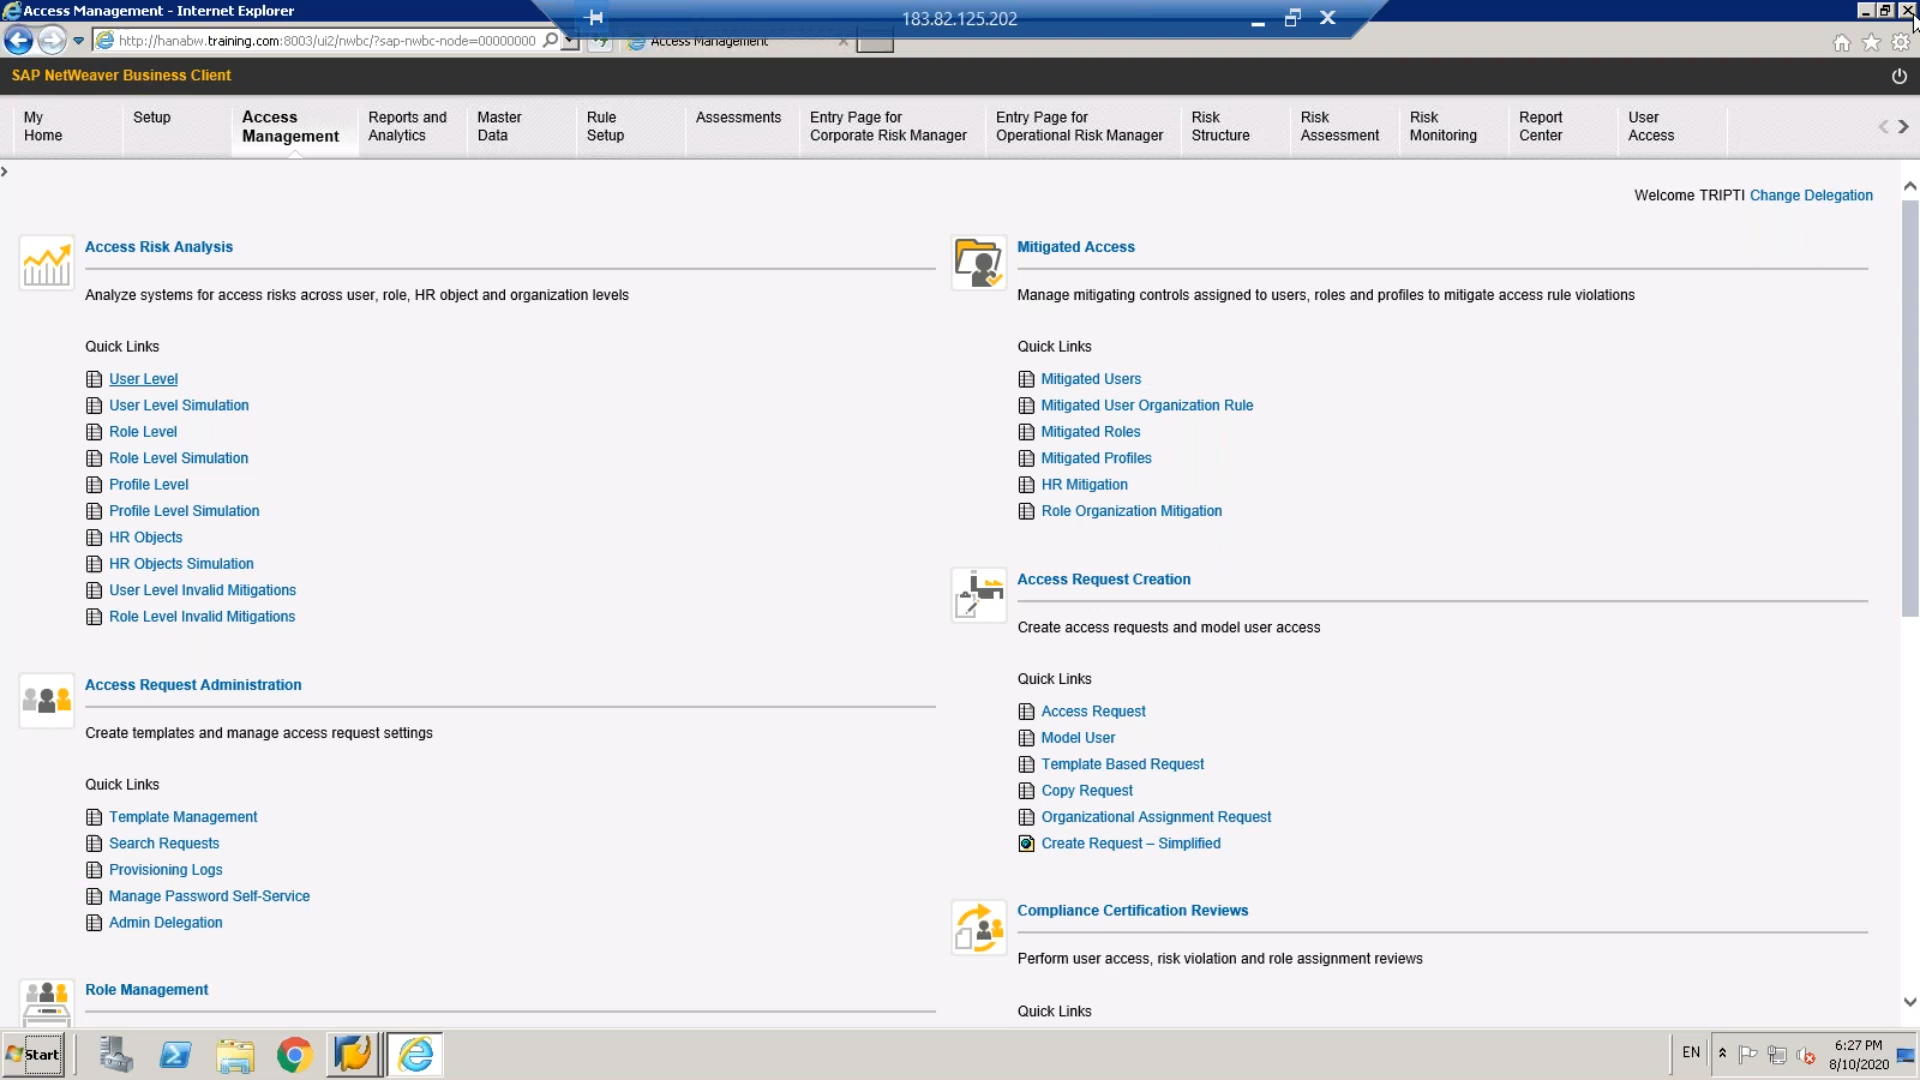 Access Management - Internet Explorer
183.82.125.202
http://hanabw.training.com:8003/ui2/nwbc/?sap-nwbc-node=00000000
Access Management
SAP NetWeaver Business Client
My Home
Setup
Access Management
Reports and Analytics
Master Data
Rule Setup
Assessments
Entry Page for Corporate Risk Manager
Entry Page for Operational Risk Manager
Risk Structure
Risk Assessment
Risk Monitoring
Report Center
User Access
Welcome TRIPTI Change Delegation
Access Risk Analysis
Analyze systems for access risks across user, role, HR object and organization levels
Quick Links
User Level
User Level Simulation
Role Level
Role Level Simulation
Profile Level
Profile Level Simulation
HR Objects
HR Objects Simulation
User Level Invalid Mitigations
Role Level Invalid Mitigations
Access Request Administration
Create templates and manage access request settings
Quick Links
Template Management
Search Requests
Provisioning Logs
Manage Password Self-Service
Admin Delegation
Role Management
Mitigated Access
Manage mitigating controls assigned to users, roles and profiles to mitigate access rule violations
Quick Links
Mitigated Users
Mitigated User Organization Rule
Mitigated Roles
Mitigated Profiles
HR Mitigation
Role Organization Mitigation
Access Request Creation
Create access requests and model user access
Quick Links
Access Request
Model User
Template Based Request
Copy Request
Organizational Assignment Request
Create Request – Simplified
Compliance Certification Reviews
Perform user access, risk violation and role assignment reviews
Quick Links
Start
EN
6:27 PM
8/10/2020